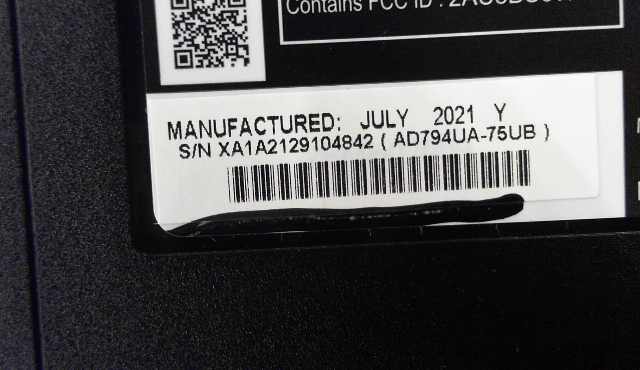 Contains FCC ID :
MANUFACTURED: JULY 2021 Y
S/N XA1A2129104842 ( AD794UA-75UB )